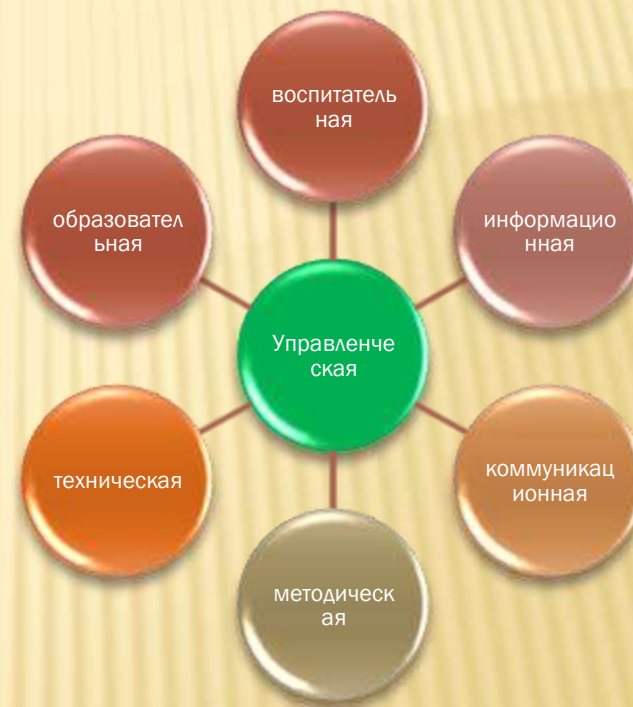 воспитатель
ная
образовател
ьная
информацио
нная
Управленче
ская
техническая
коммуникац
ионная
методическ
ая